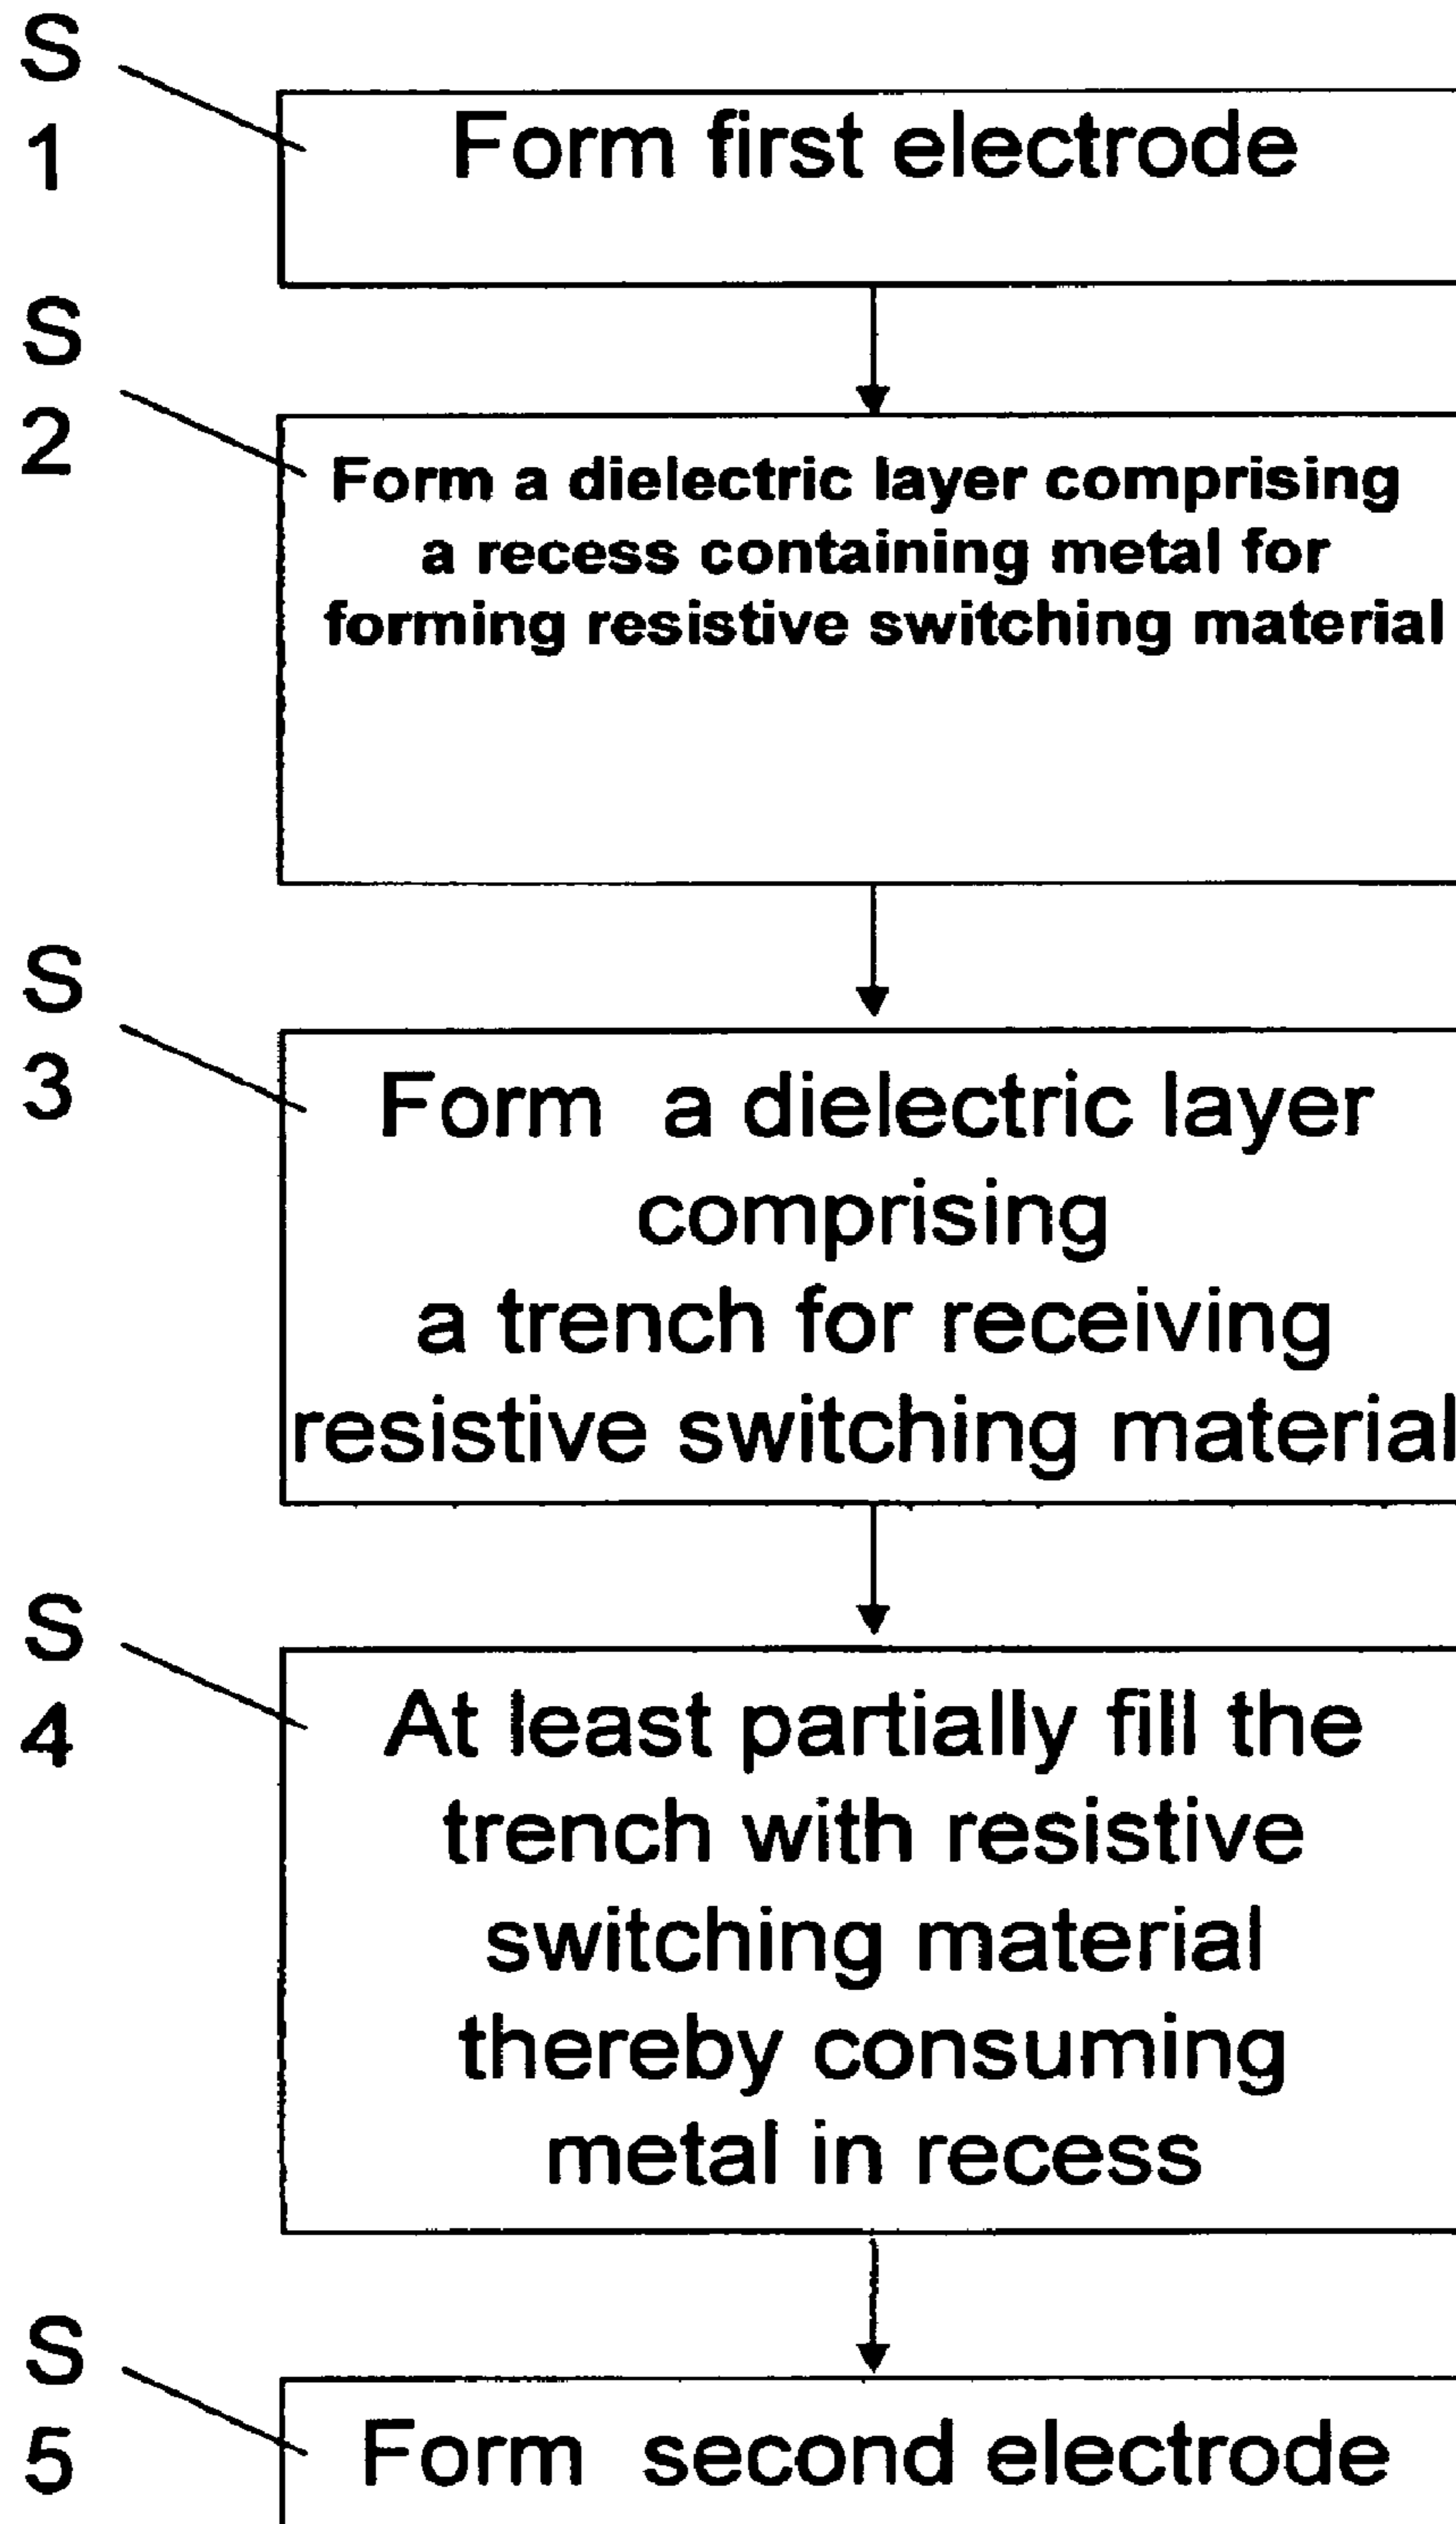 S
1
Form first electrode
S
2
Form a dielectric layer comprising
a recess containing metal for
forming resistive switching material
S
3
Form a dielectric layer
comprising
a trench for receiving
resistive switching material
S
4
At least partially fill the
trench with resistive
switching material
thereby consuming
metal in recess
S
5
Form second electrode